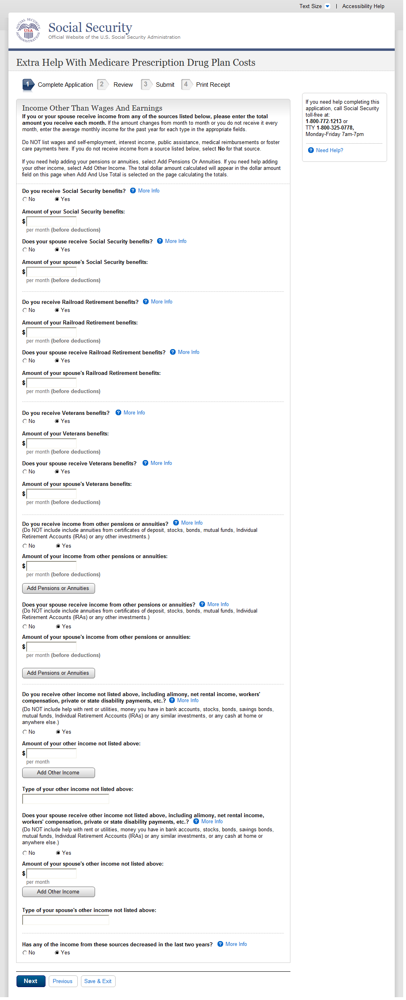 Text Size | Accessibility Help
SOCIAL SECURITY ADMINISTRATION
USA
Social Security
Official Website of the U.S. Social Security Administration
Extra Help With Medicare Prescription Drug Plan Costs
1 Complete Application 2 Review 3 Submit 4 Print Receipt
If you need help completing this
application, call Social Security
toll-free at:
1-800-772-1213 or
TTY 1-800-325-0778,
Monday-Friday 7am-7pm
? Need Help?
Income Other Than Wages And Earnings
If you or your spouse receive income from any of the sources listed below, please enter the total
amount you receive each month. If the amount changes from month to month or you do not receive it every
month, enter the average monthly income for the past year for each type in the appropriate fields.
Do NOT list wages and self-employment, interest income, public assistance, medical reimbursements or foster
care payments here. If you do not receive income from a source listed below, select No for that source.
If you need help adding your pensions or annuities, select Add Pensions Or Annuities. If you need help adding
your other income, select Add Other Income. The total dollar amount calculated will appear in the dollar amount
field on this page when Add And Use Total is selected on the page calculating the totals.
Do you receive Social Security benefits? ? More Info
No Yes
Amount of your Social Security benefits:
$
per month (before deductions)
Does your spouse receive Social Security benefits? ? More Info
No Yes
Amount of your spouse's Social Security benefits:
$
per month (before deductions)
Do you receive Railroad Retirement benefits? ? More Info
No Yes
Amount of your Railroad Retirement benefits:
$
per month (before deductions)
Does your spouse receive Railroad Retirement benefits? ? More Info
No Yes
Amount of your spouse's Railroad Retirement benefits:
$
per month (before deductions)
Do you receive Veterans benefits? ? More Info
No Yes
Amount of your Veterans benefits:
$
per month (before deductions)
Does your spouse receive Veterans benefits? ? More Info
No Yes
Amount of your spouse's Veterans benefits:
$
per month (before deductions)
Do you receive income from other pensions or annuities? ? More Info
(Do NOT include include annuities from certificates of deposit, stocks, bonds, mutual funds, Individual
Retirement Accounts (IRAs) or any other investments.)
No Yes
Amount of your income from other pensions or annuities:
$
per month (before deductions)
Add Pensions or Annuities
Does your spouse receive income from other pensions or annuities? ? More Info
(Do NOT include include annuities from certificates of deposit, stocks, bonds, mutual funds, Individual
Retirement Accounts (IRAs) or any other investments.)
No Yes
Amount of your spouse's income from other pensions or annuities:
$
per month (before deductions)
Add Pensions or Annuities
Do you receive other income not listed above, including alimony, net rental income, workers'
compensation, private or state disability payments, etc.? ? More Info
(Do NOT include help with rent or utilities, money you have in bank accounts, stocks, bonds, savings bonds,
mutual funds, Individual Retirement Accounts (IRAs) or any similar investments, or any cash at home or
anywhere else.)
No Yes
Amount of your other income not listed above:
$
per month
Add Other Income
Type of your other income not listed above:
Does your spouse receive other income not listed above, including alimony, net rental income,
workers' compensation, private or state disability payments, etc.? ? More Info
(Do NOT include help with rent or utilities, money you have in bank accounts, stocks, bonds, savings bonds,
mutual funds, Individual Retirement Accounts (IRAs) or any similar investments, or any cash at home or
anywhere else.)
No Yes
Amount of your spouse's other income not listed above:
$
per month
Add Other Income
Type of your spouse's other income not listed above:
Has any of the income from these sources decreased in the last two years? ? More Info
No Yes
Next Previous Save & Exit